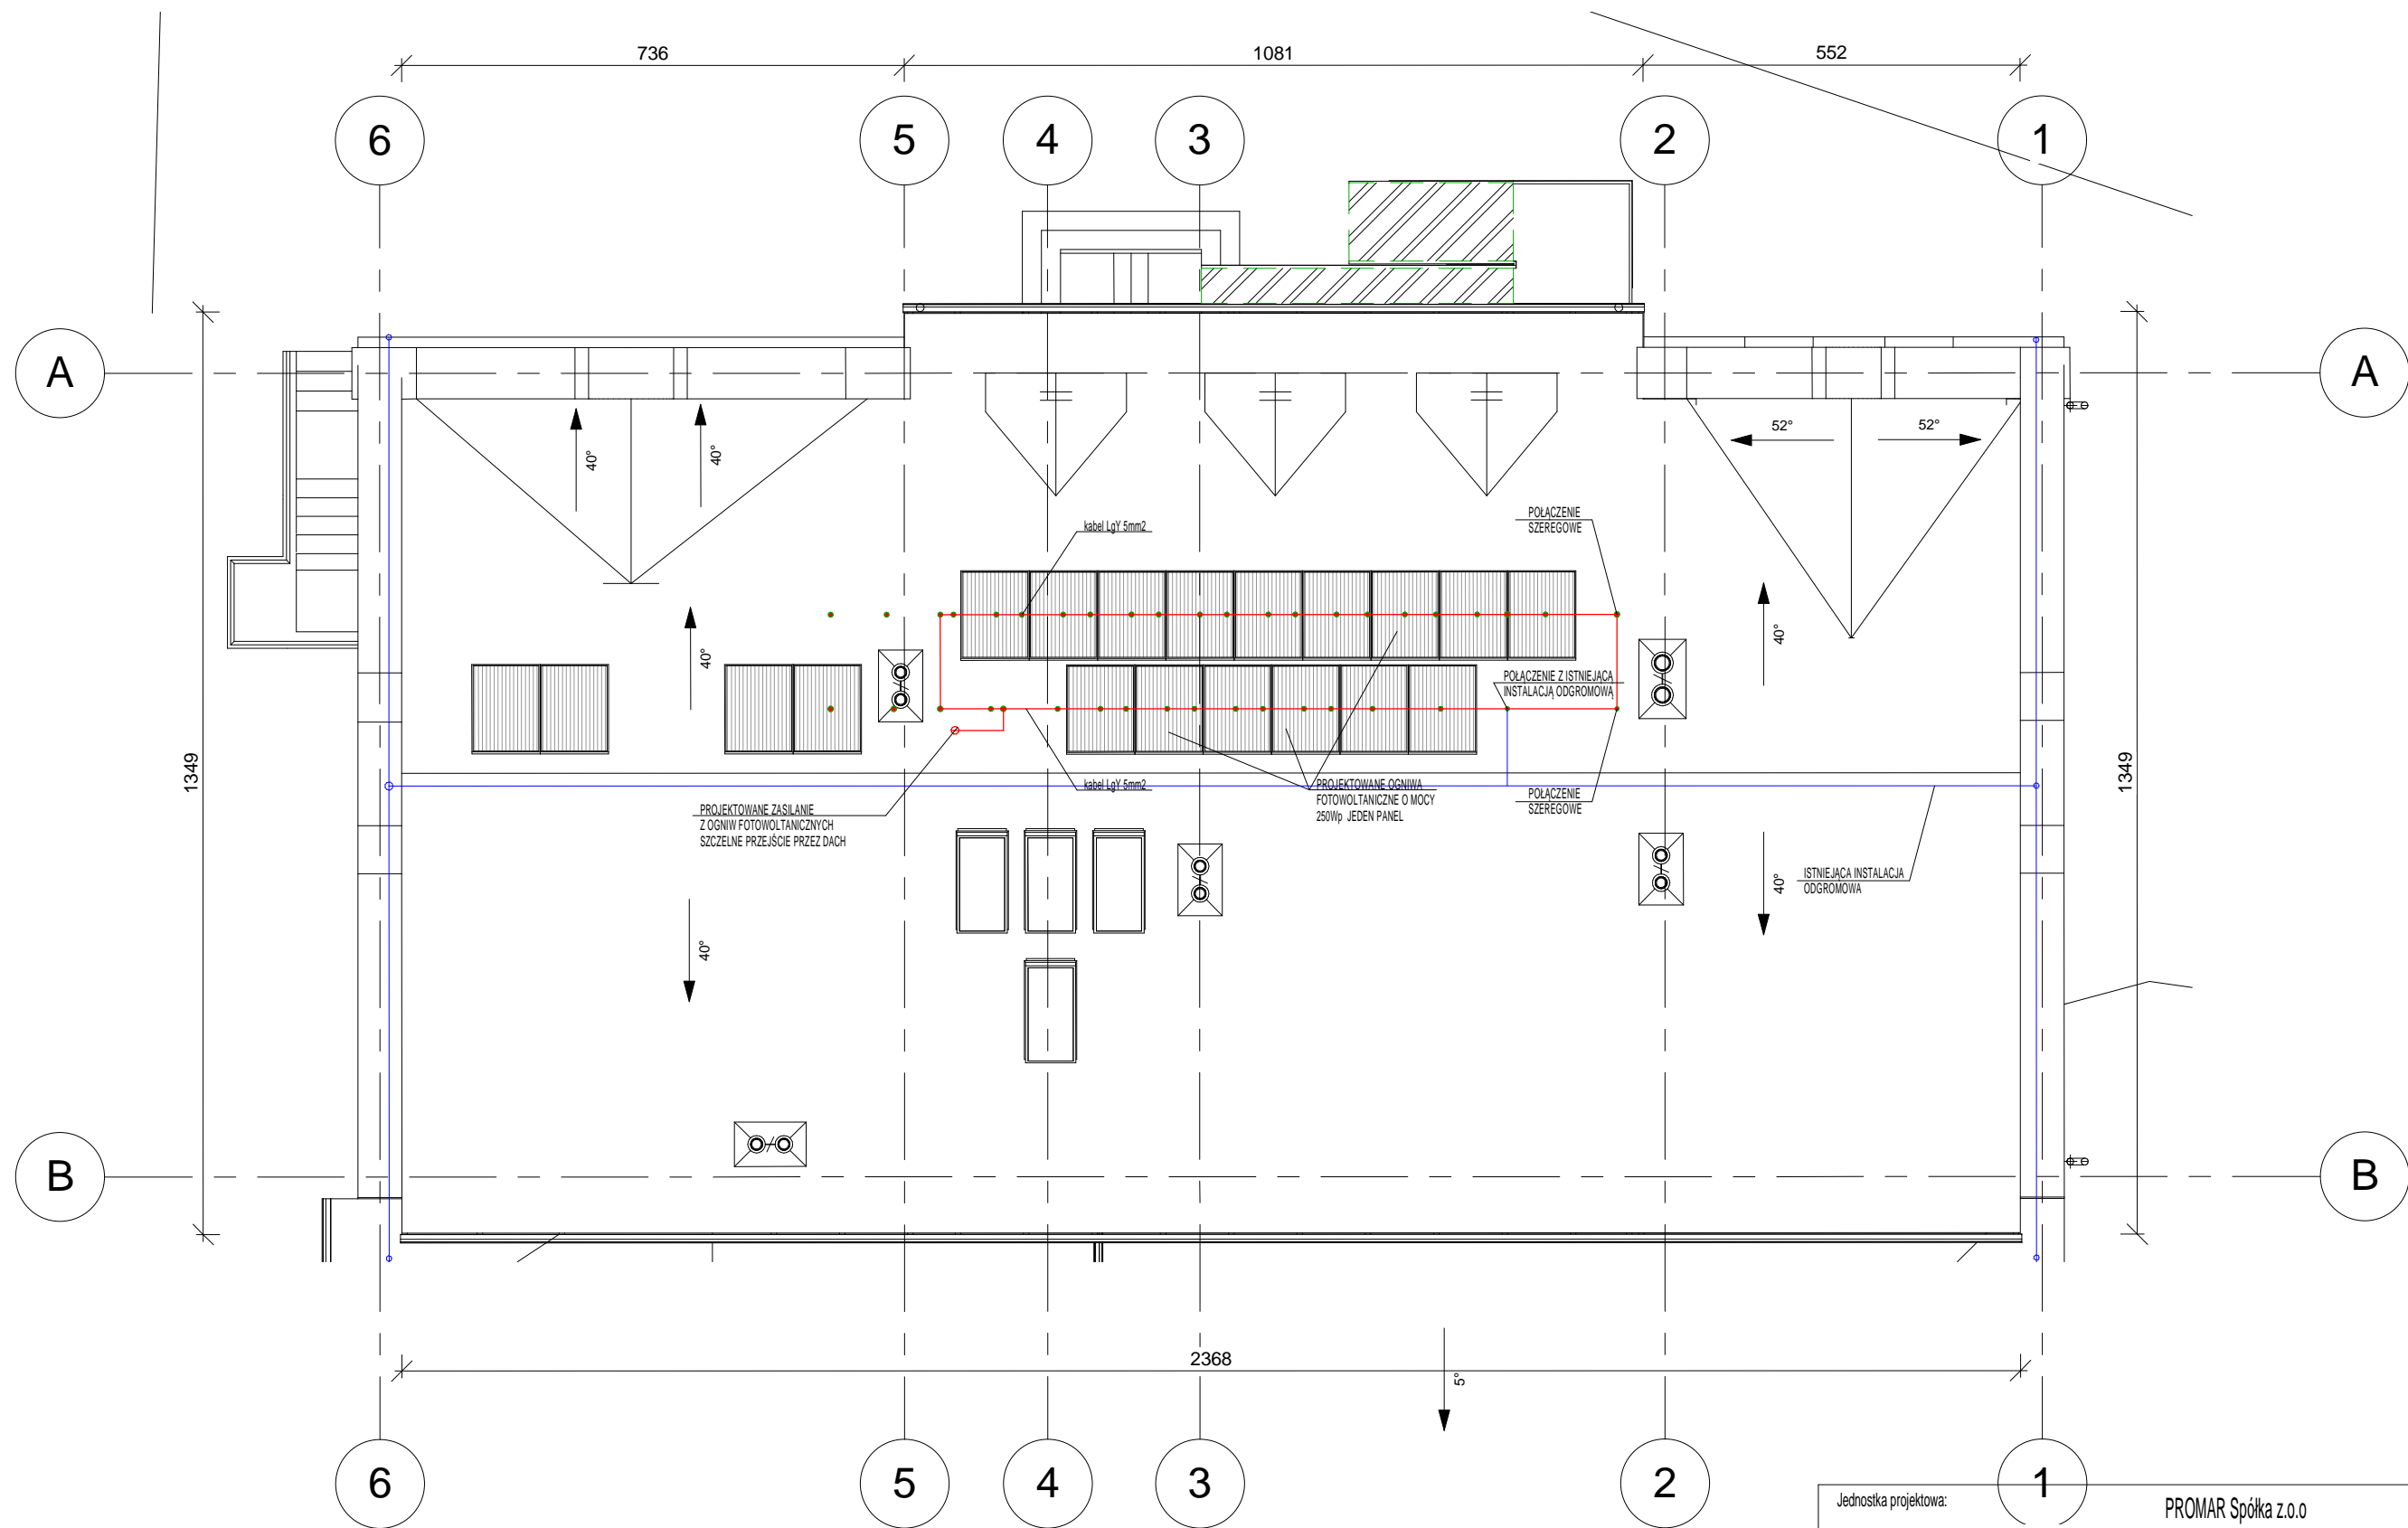 736
1081
552
6
5
4
3
2
1
A
A
40°
40°
52°
52°
kabel LgY 5mm2
POŁĄCZENIE
SZEREGOWE
40°
40°
POŁĄCZENIE Z ISTNIEJĄCĄ
INSTALACJĄ ODGROMOWĄ
1349
1349
kabel LgY 5mm2
PROJEKTOWANE OGNIWA
FOTOWOLTANICZNE O MOCY
250Wp JEDEN PANEL
POŁĄCZENIE
SZEREGOWE
PROJEKTOWANE ZASILANIE
Z OGNIW FOTOWOLTANICZNYCH
SZCZELNE PRZEJŚCIE PRZEZ DACH
ISTNIEJĄCA INSTALACJA
ODGROMOWA
40°
40°
B
B
2368
5°
6
5
4
3
2
1
Jednostka projektowa:
PROMAR Spółka z.o.o